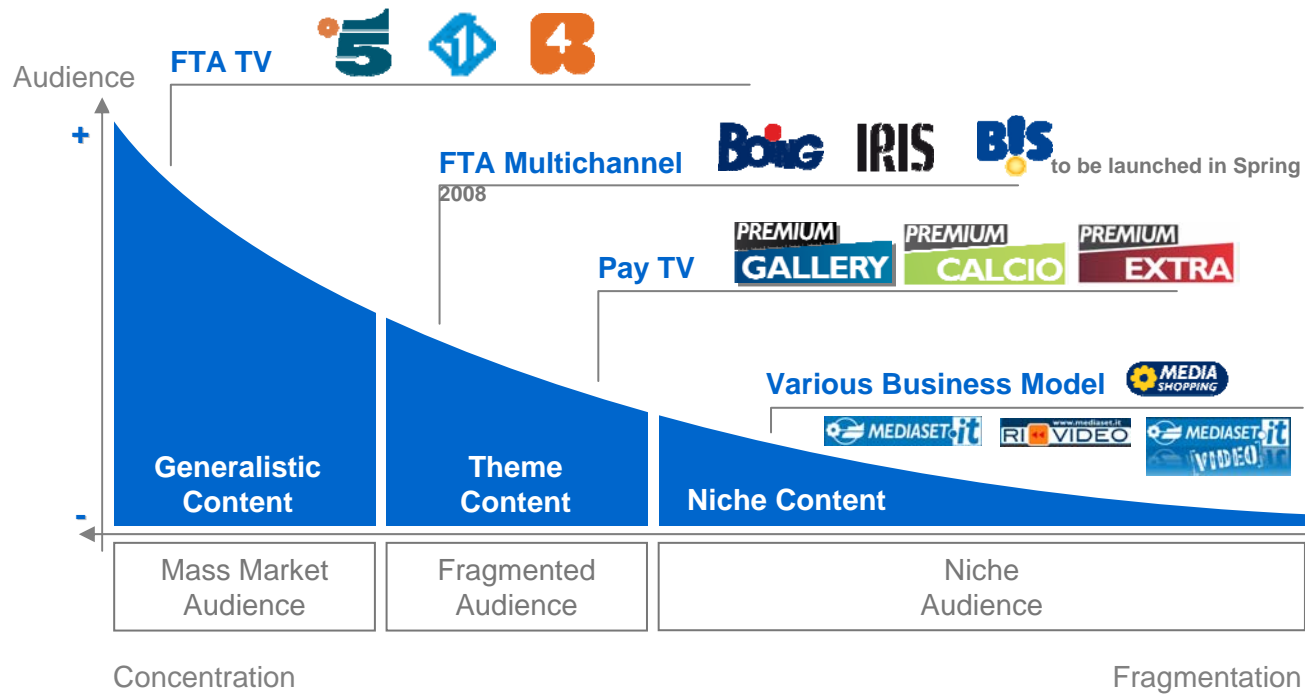 FTA TV
5
1
4
Audience
+
FTA Multichannel
BOING
IRIS
BIS
to be launched in Spring
2008
Pay TV
PREMIUM
GALLERY
PREMIUM
CALCIO
PREMIUM
EXTRA
Various Business Model
MEDIA
SHOPPING
MEDIASET.it
www.mediaset.it
RIVIDEO
MEDIASET.it
[VIDEO]
Generalistic
Content
Theme
Content
Niche Content
-
Mass Market
Audience
Fragmented
Audience
Niche
Audience
Concentration
Fragmentation